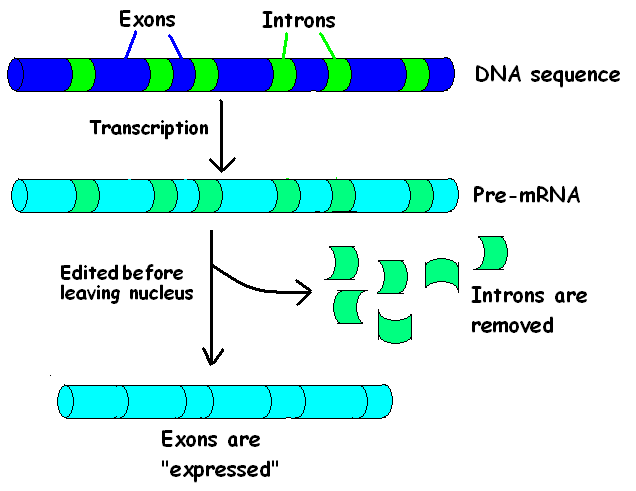 Exons
Introns
DNA sequence
Transcription
Pre-mRNA
Edited before
leaving nucleus
Introns are
removed
Exons are
"expressed"